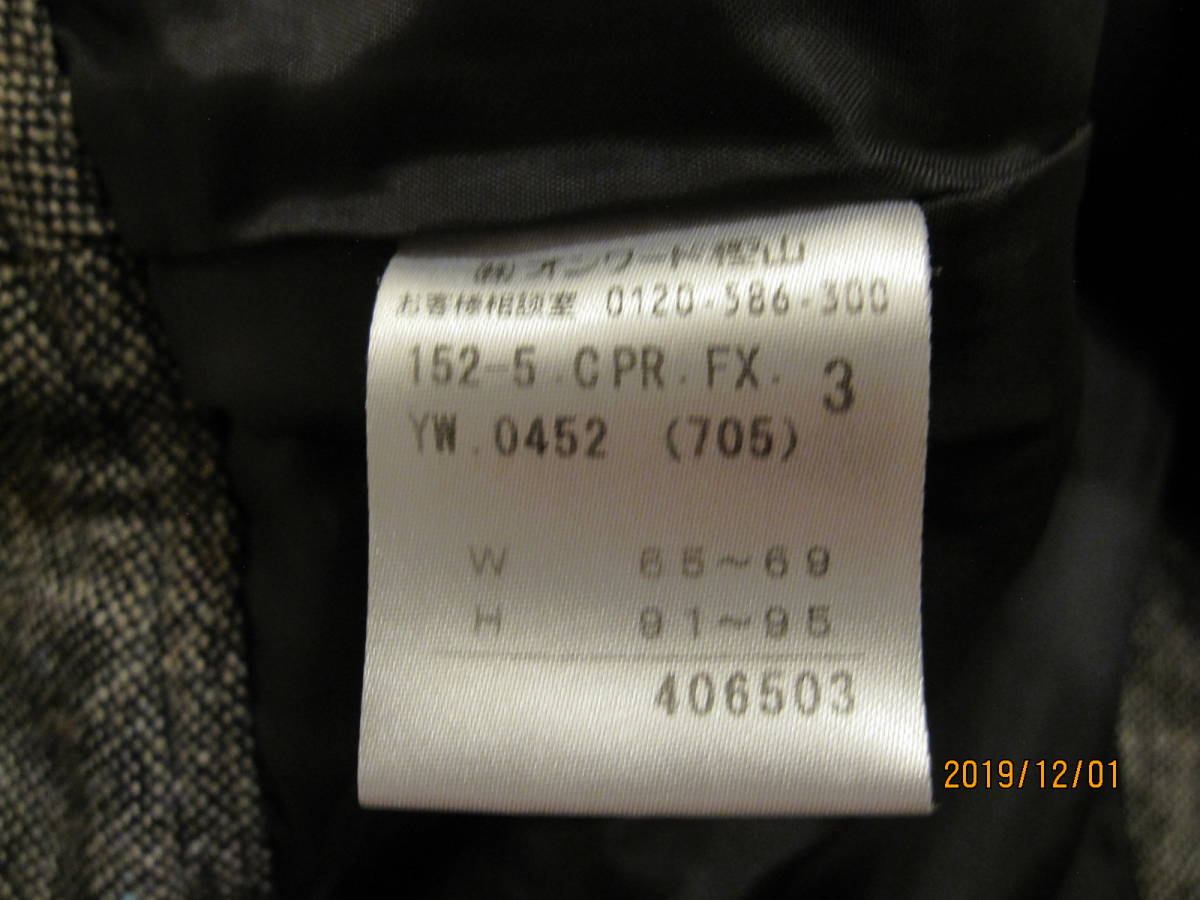 ㈱オンワード樫山
お客様相談室 0120-586-300
152-5.CPR.FX. 3
YW.0452 (705)
W 65～69
H 91～95
406503
2019/12/01